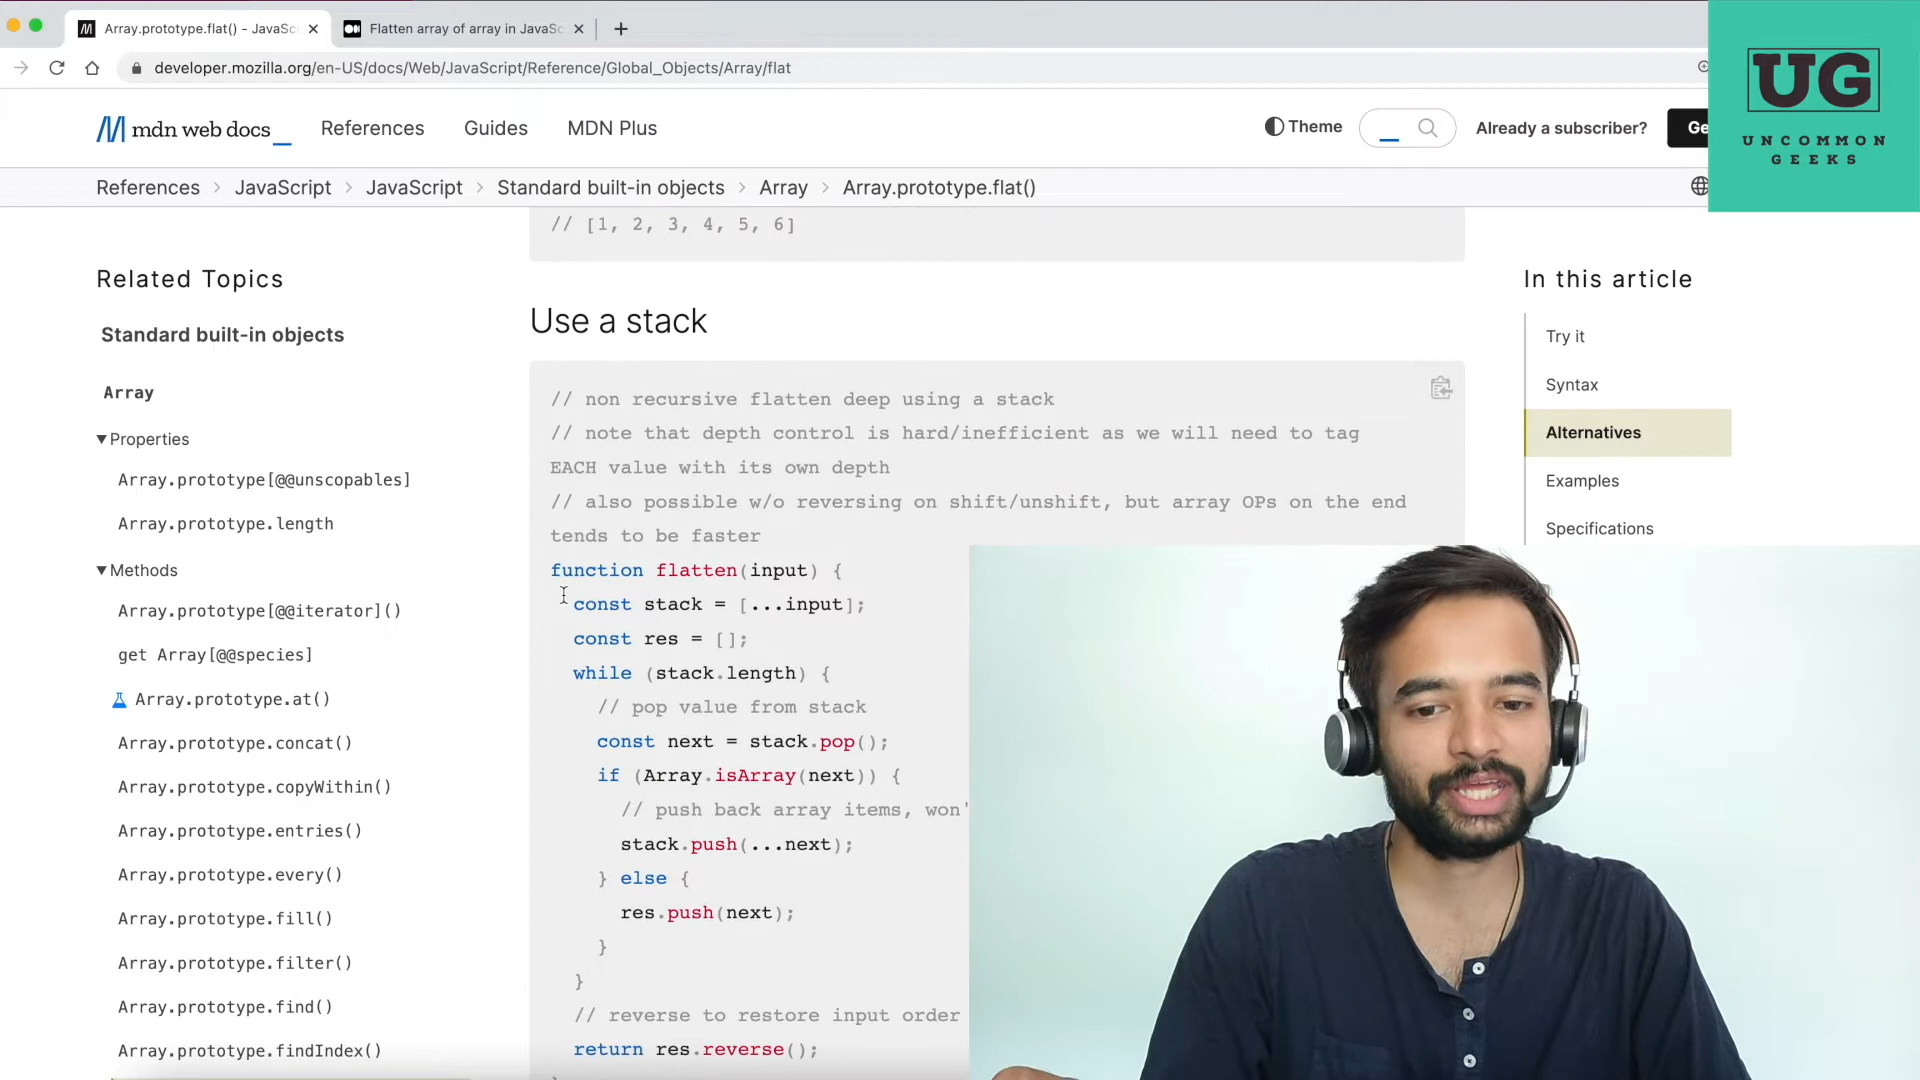 Array.prototype.flat() - JavaSc
Flatten array of array in JavaSc
developer.mozilla.org/en-US/docs/Web/JavaScript/Reference/Global_Objects/Array/flat
UG
UNCOMMON
GEEKS
mdn web docs_
References
Guides
MDN Plus
Theme
Already a subscriber?
Ge
References > JavaScript > JavaScript > Standard built-in objects > Array > Array.prototype.flat()
// [1, 2, 3, 4, 5, 6]
Related Topics
Standard built-in objects
Array
Properties
Array.prototype[@@unscopables]
Array.prototype.length
Methods
Array.prototype[@@iterator]()
get Array[@@species]
Array.prototype.at()
Array.prototype.concat()
Array.prototype.copyWithin()
Array.prototype.entries()
Array.prototype.every()
Array.prototype.fill()
Array.prototype.filter()
Array.prototype.find()
Array.prototype.findIndex()
Use a stack
// non recursive flatten deep using a stack
// note that depth control is hard/inefficient as we will need to tag
EACH value with its own depth
// also possible w/o reversing on shift/unshift, but array OPs on the end
tends to be faster
function flatten(input) {
const stack = [...input];
const res = [];
while (stack.length) {
// pop value from stack
const next = stack.pop();
if (Array.isArray(next)) {
// push back array items, won'
stack.push(...next);
} else {
res.push(next);
}
}
// reverse to restore input order
return res.reverse();
In this article
Try it
Syntax
Alternatives
Examples
Specifications